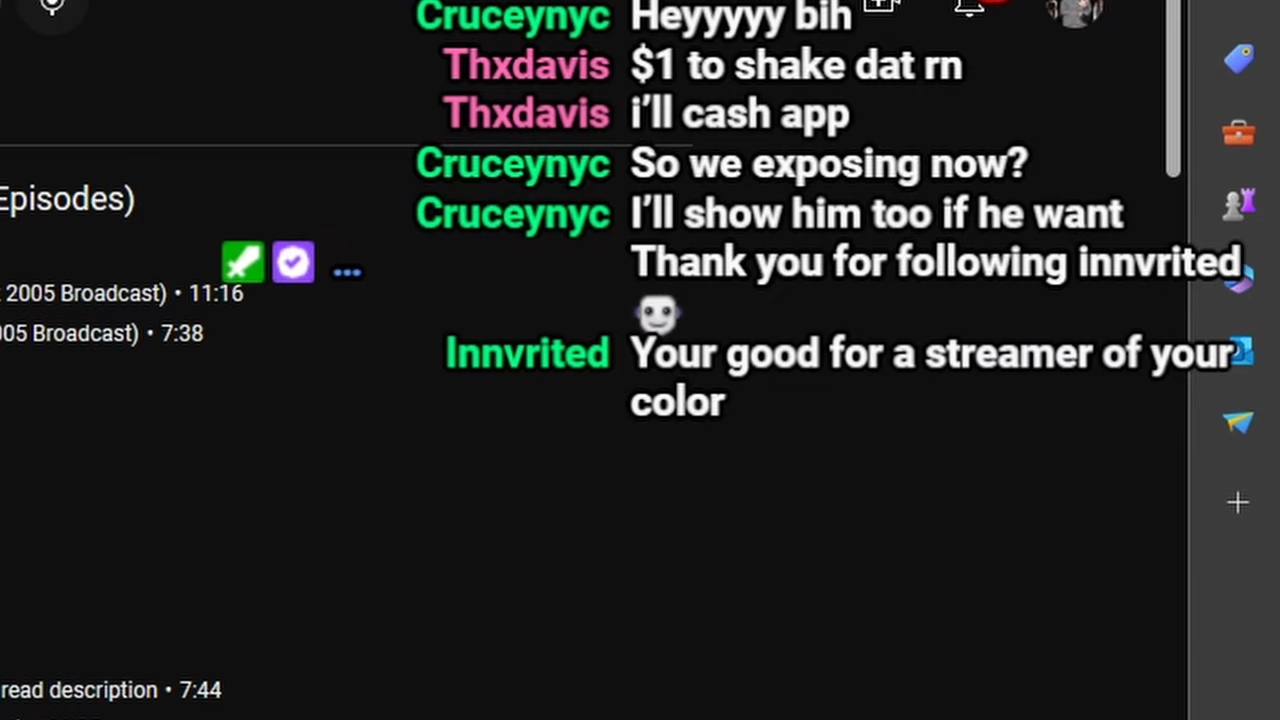 Cruceynyc Heyyyyy bih
Thxdavis $1 to shake dat rn
Thxdavis i'll cash app
Cruceynyc So we exposing now?
Episodes)
Cruceynyc I'll show him too if he want
Thank you for following innvrited
2005 Broadcast) • 11:16
005 Broadcast) • 7:38
Innvrited Your good for a streamer of your
color
read description • 7:44